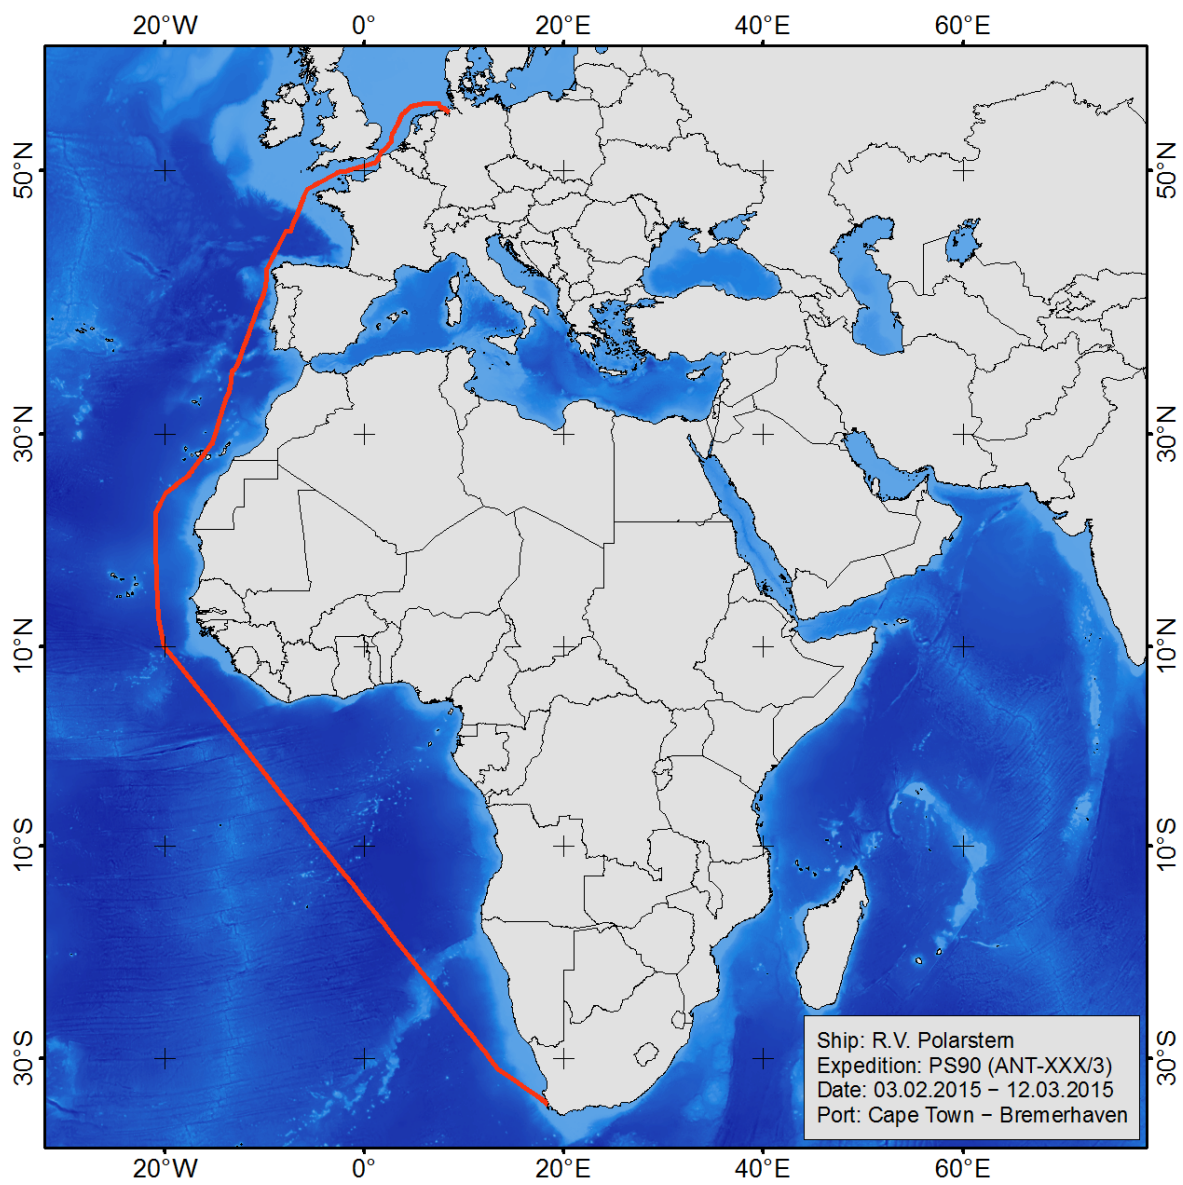 20°W 0° 20°E 40°E 60°E
50°N 50°N
30°N 30°N
10°N 10°N
10°S 10°S
30°S 30°S
Ship: R.V. Polarstern
Expedition: PS90 (ANT-XXX/3)
Date: 03.02.2015 − 12.03.2015
Port: Cape Town − Bremerhaven
20°W 0° 20°E 40°E 60°E